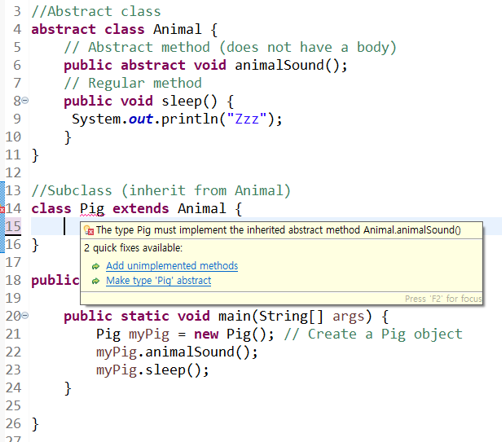 3 //Abstract class
4 abstract class Animal {
5 // Abstract method (does not have a body)
6 public abstract void animalSound();
7 // Regular method
8 public void sleep() {
9 System.out.println("Zzz");
10 }
11 }
12
13 //Subclass (inherit from Animal)
14 class Pig extends Animal {
15
The type Pig must implement the inherited abstract method Animal.animalSound()
16 }
2 quick fixes available:
17
Add unimplemented methods
18 public
Make type 'Pig' abstract
19
Press 'F2' for focus
20 public static void main(String[] args) {
21 Pig myPig = new Pig(); // Create a Pig object
22 myPig.animalSound();
23 myPig.sleep();
24 }
25
26 }
27